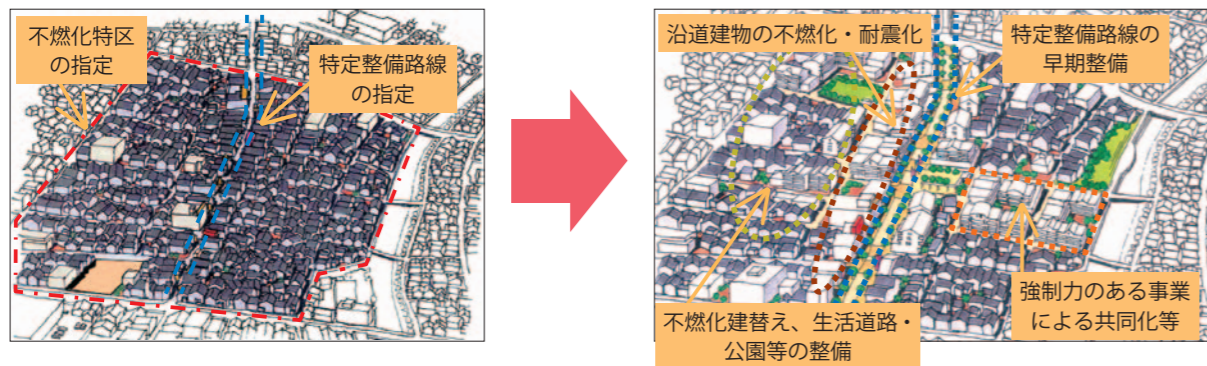 不燃化特区
の指定
特定整備路線
の指定
沿道建物の不燃化・耐震化
特定整備路線の
早期整備
不燃化建替え、生活道路・
公園等の整備
強制力のある事業
による共同化等